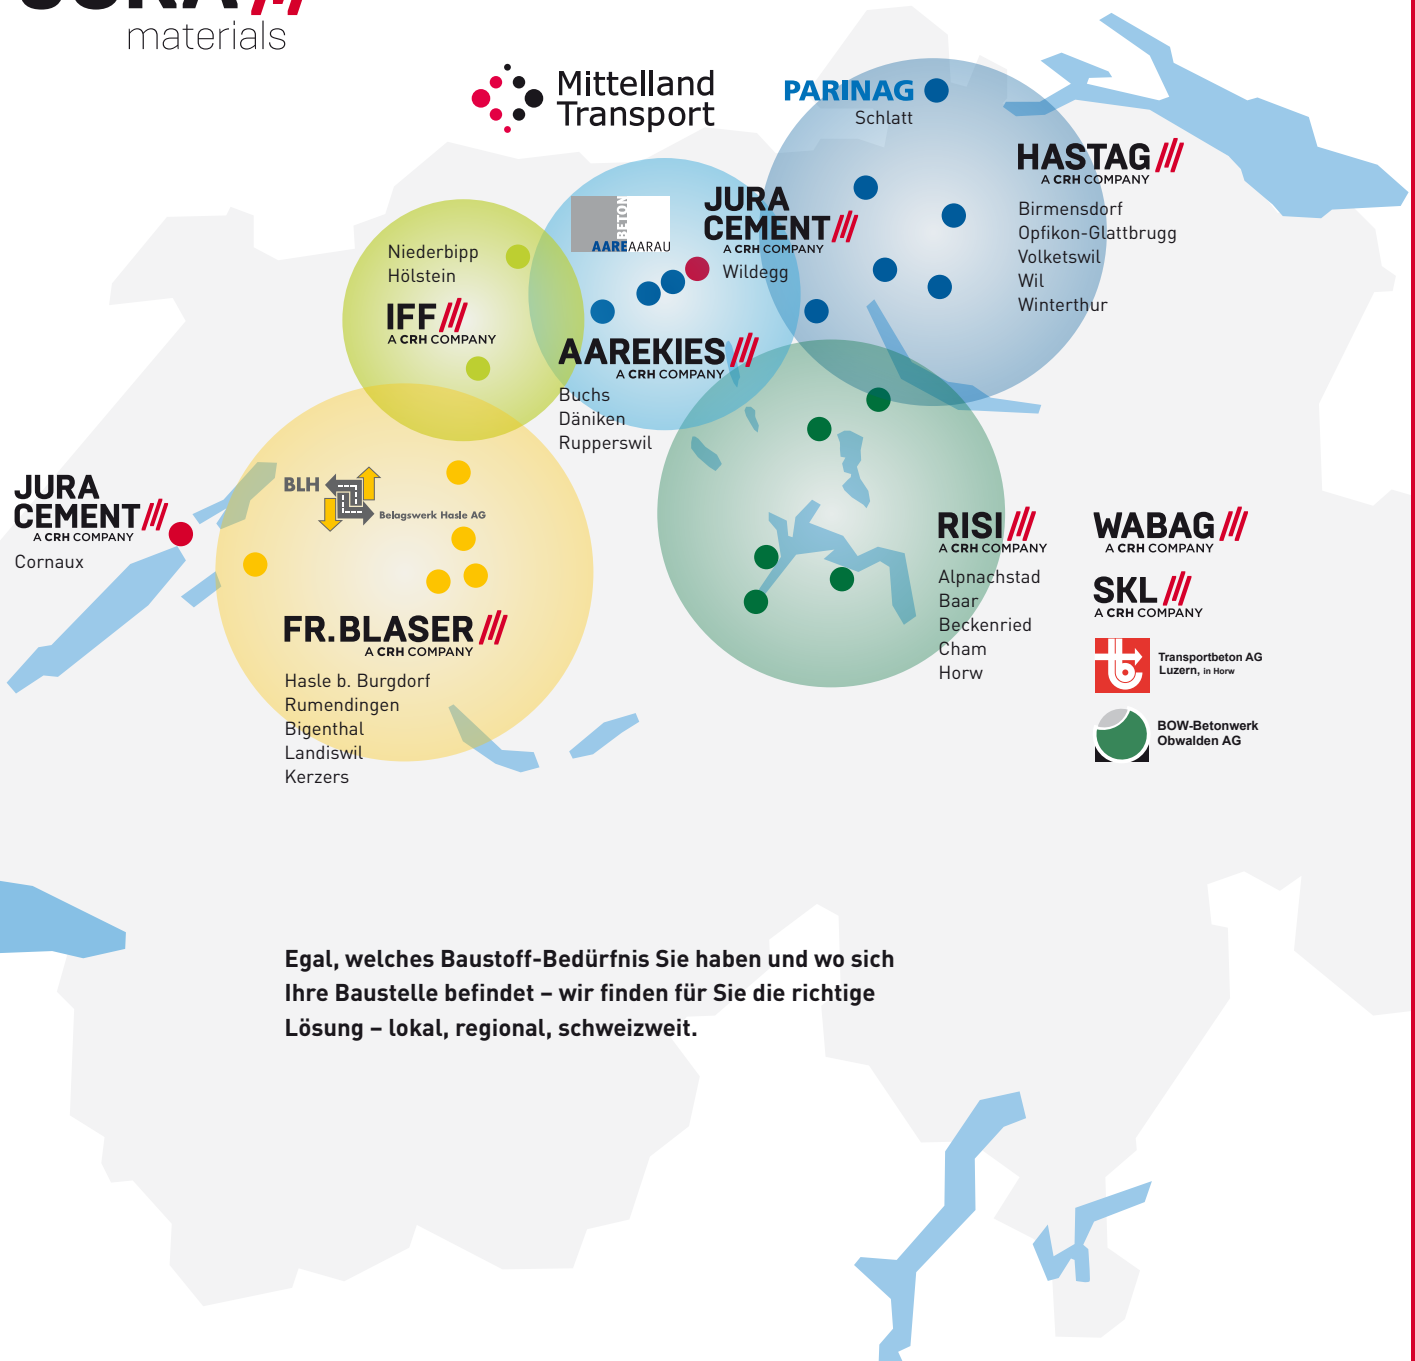 JURA
materials
Mittelland
Transport
PARINAG
Schlatt
HASTAG
A CRH COMPANY
Birmensdorf
Opfikon-Glattbrugg
Volketswil
Wil
Winterthur
BETON
AAREAARAU
JURA
CEMENT
A CRH COMPANY
Wildegg
Niederbipp
Hölstein
IFF
A CRH COMPANY
AAREKIES
A CRH COMPANY
Buchs
Däniken
Rupperswil
JURA
CEMENT
A CRH COMPANY
Cornaux
BLH
Belagswerk Hasle AG
FR.BLASER
A CRH COMPANY
Hasle b. Burgdorf
Rumendingen
Bigenthal
Landiswil
Kerzers
RISI
A CRH COMPANY
Alpnachstad
Baar
Beckenried
Cham
Horw
WABAG
A CRH COMPANY
SKL
A CRH COMPANY
tb
Transportbeton AG
Luzern, in Horw
BOW-Betonwerk
Obwalden AG
Egal, welches Baustoff-Bedürfnis Sie haben und wo sich
Ihre Baustelle befindet – wir finden für Sie die richtige
Lösung – lokal, regional, schweizweit.